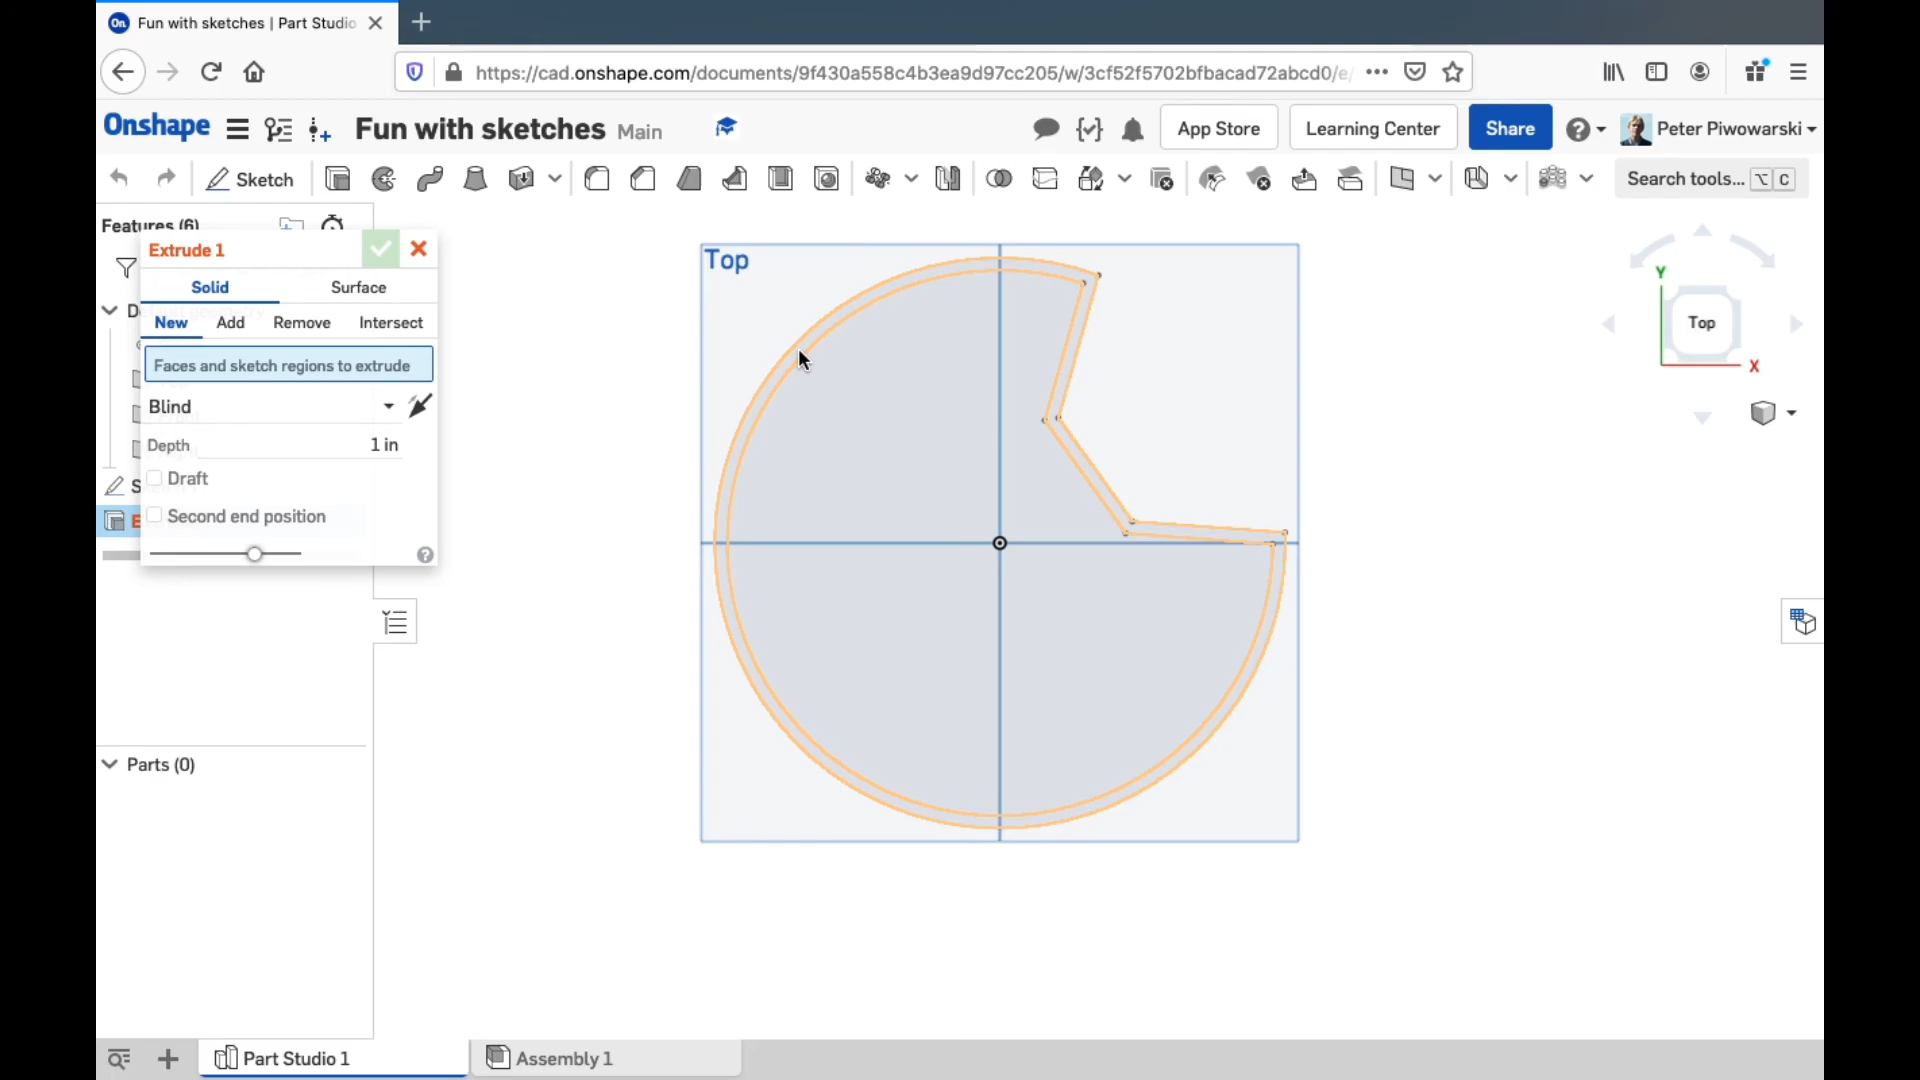 Fun with sketches | Part Studio
https://cad.onshape.com/documents/9f430a558c4b3ea9d97cc205/w/3cf52f5702bfbacad72abcd0/e/
Onshape Fun with sketches Main App Store Learning Center Share Peter Piwowarski
Sketch Search tools... ⌥ C
Features (6)
Extrude 1
Solid Surface
New Add Remove Intersect
Faces and sketch regions to extrude
Blind
Depth 1 in
Draft
Second end position
Parts (0)
Top
Y
Top
X
Part Studio 1 Assembly 1